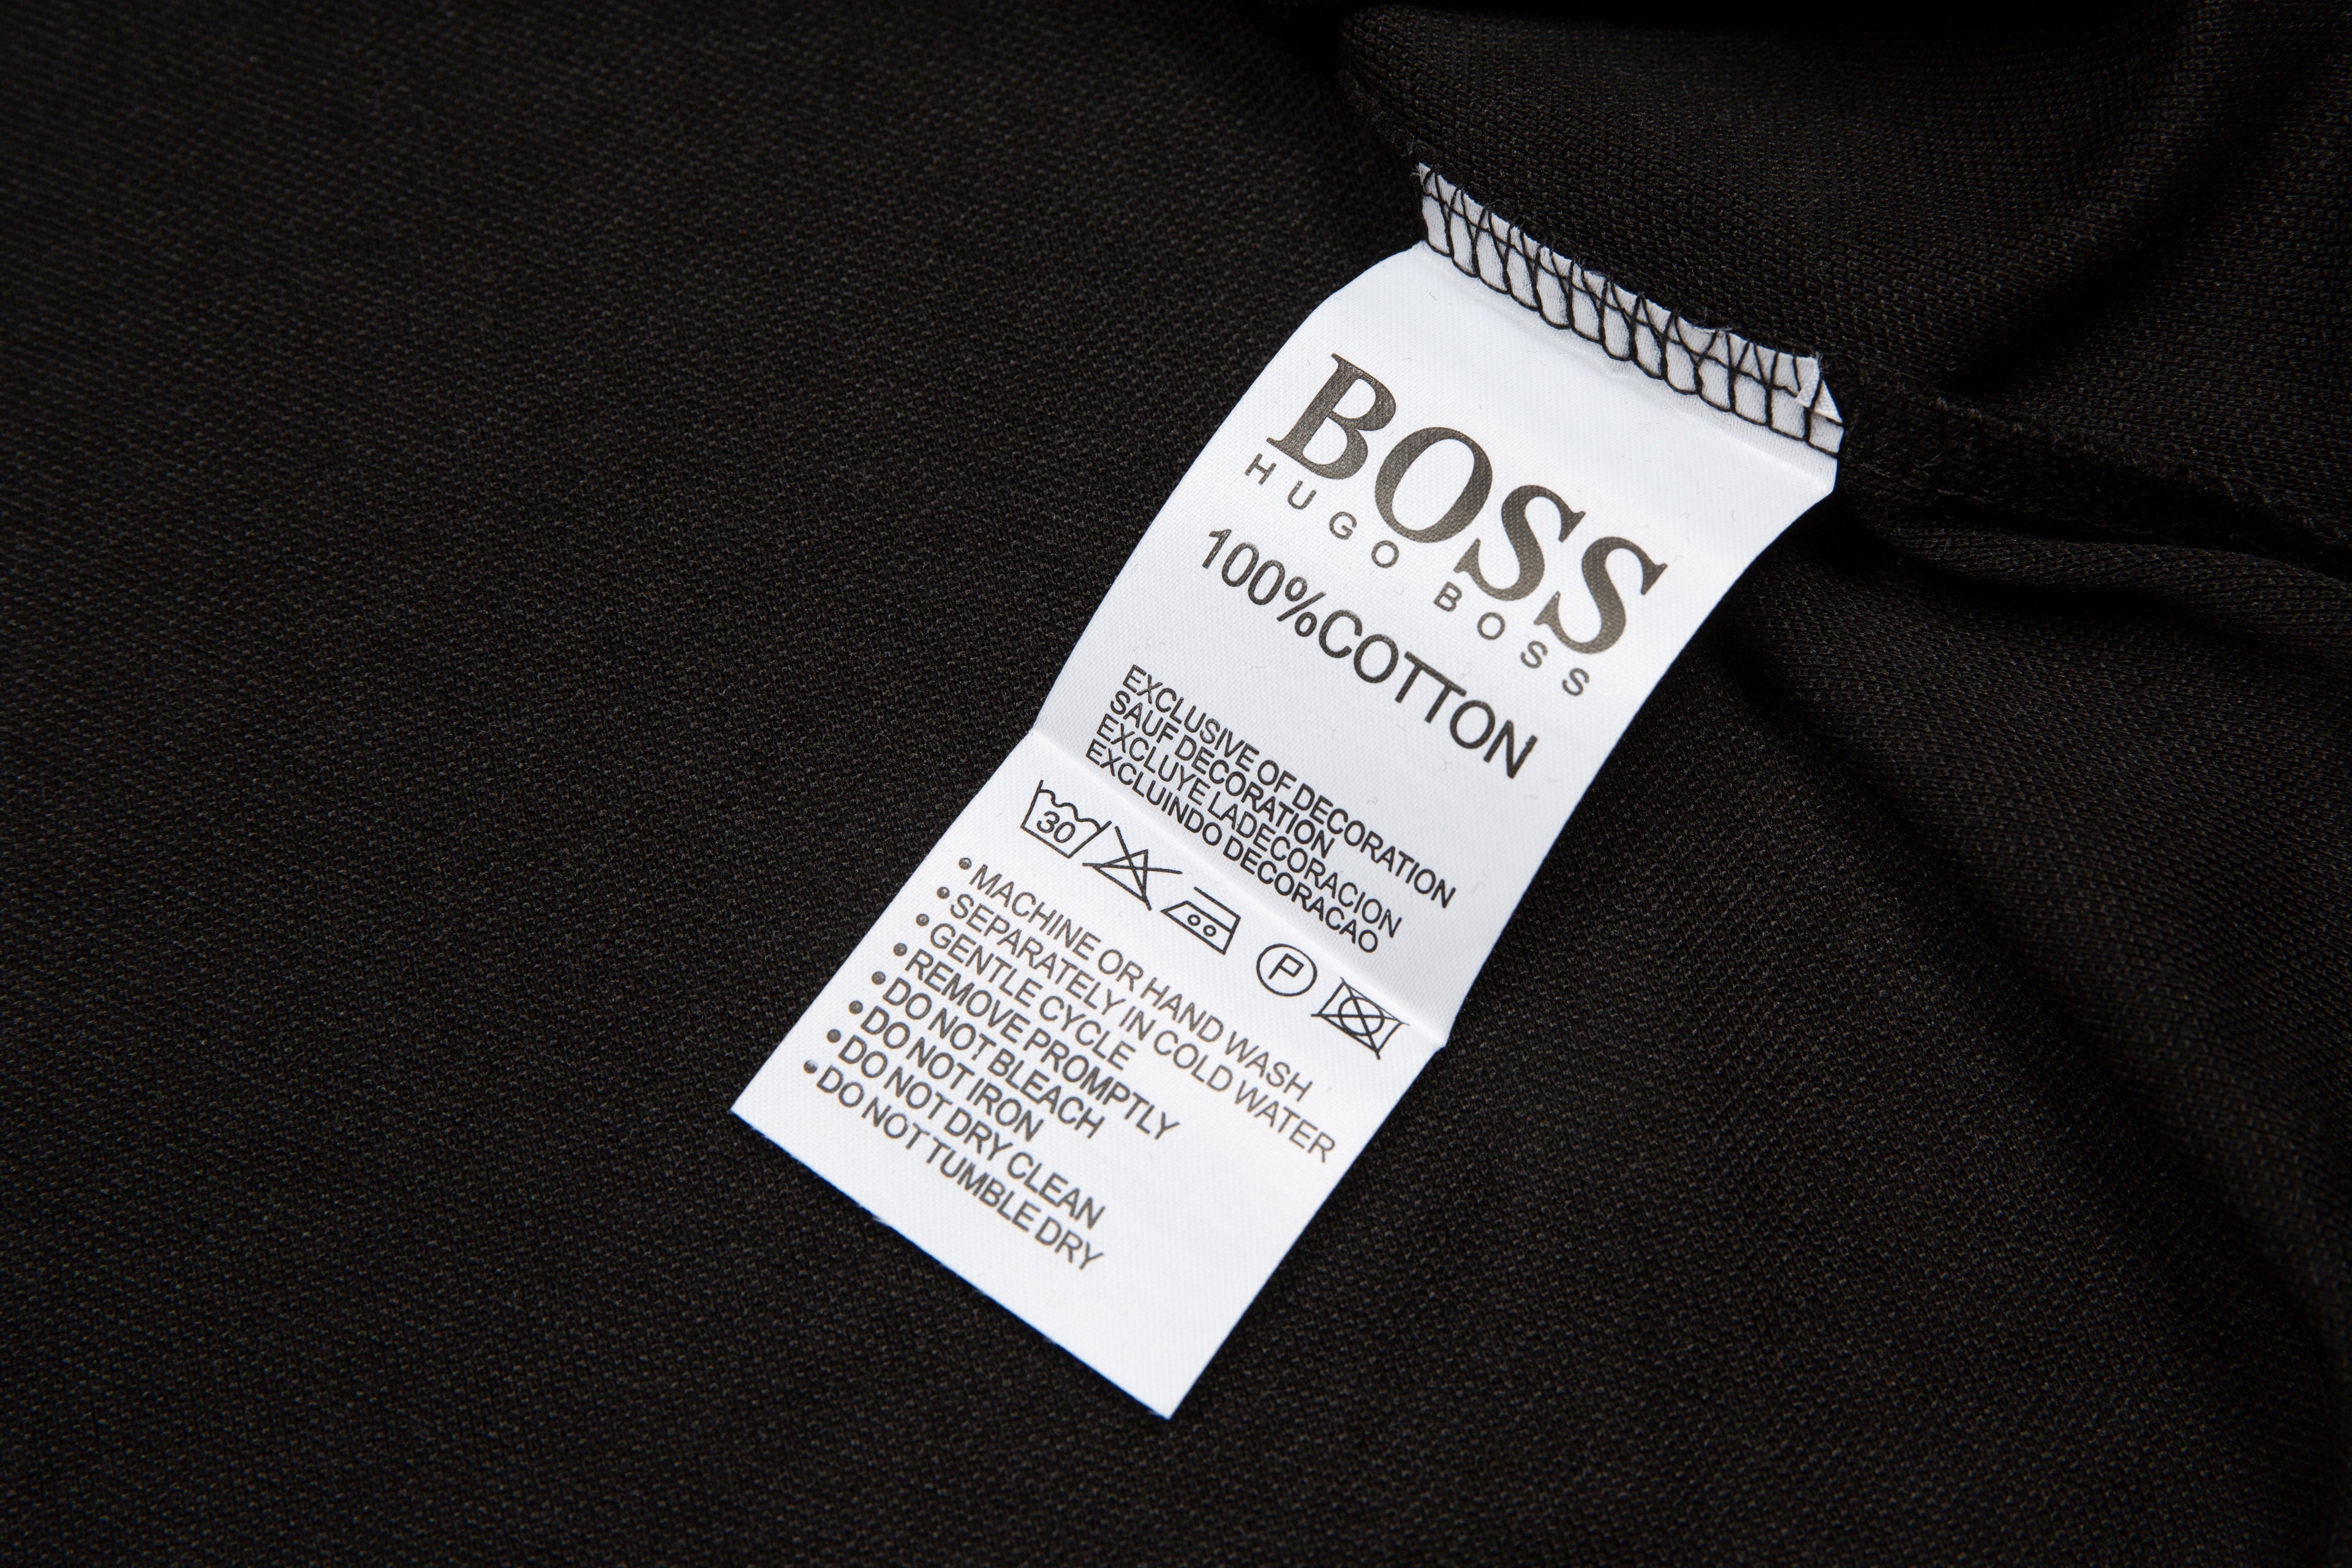 BOSS
HUGO BOSS
100%COTTON
EXCLUSIVE OF DECORATION
SAUF DECORATION
EXCLUYE LADECORACION
EXCLUINDO DECORACAO
30 P
•MACHINE OR HAND WASH
•SEPARATELY IN COLD WATER
•GENTLE CYCLE
•REMOVE PROMPTLY
•DO NOT BLEACH
•DO NOT IRON
•DO NOT DRY CLEAN
•DO NOT TUMBLE DRY